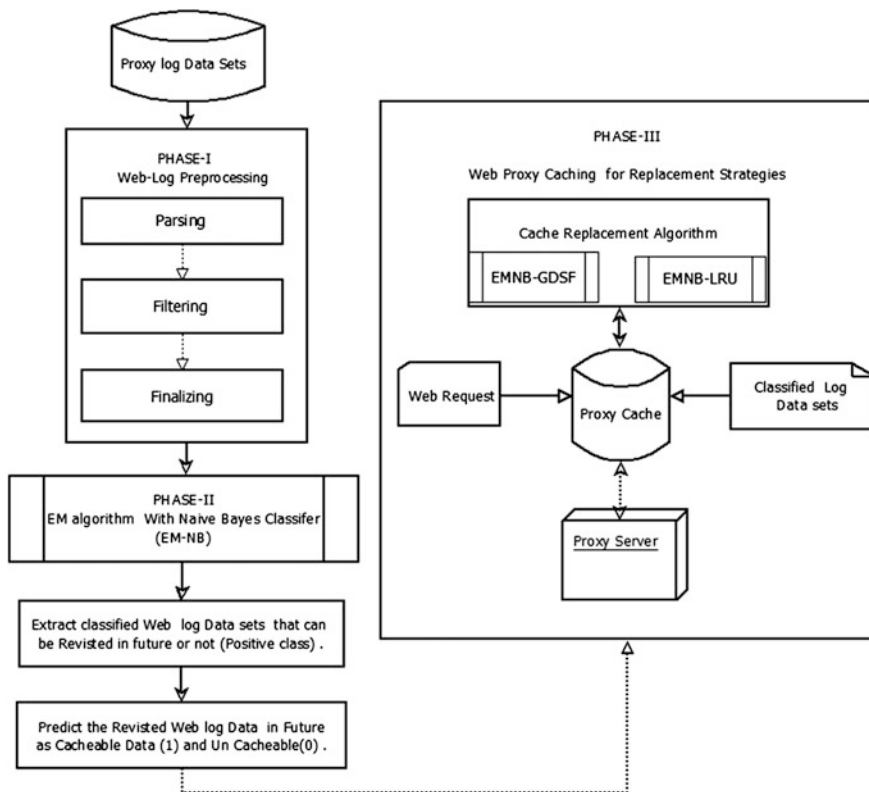 Proxy log Data Sets
PHASE-I
Web-Log Preprocessing
Parsing
Filtering
Finalizing
PHASE-II
EM algorithm With Naive Bayes Classifer
(EM-NB)
Extract classified Web log Data sets that can
be Revisted in future or not (Positive class) .
Predict the Revisted Web log Data in Future
as Cacheable Data (1) and Un Cacheable(0) .
PHASE-III
Web Proxy Caching for Replacement Strategies
Cache Replacement Algorithm
EMNB-GDSF
EMNB-LRU
Web Request
Proxy Cache
Classified Log
Data sets
Proxy Server